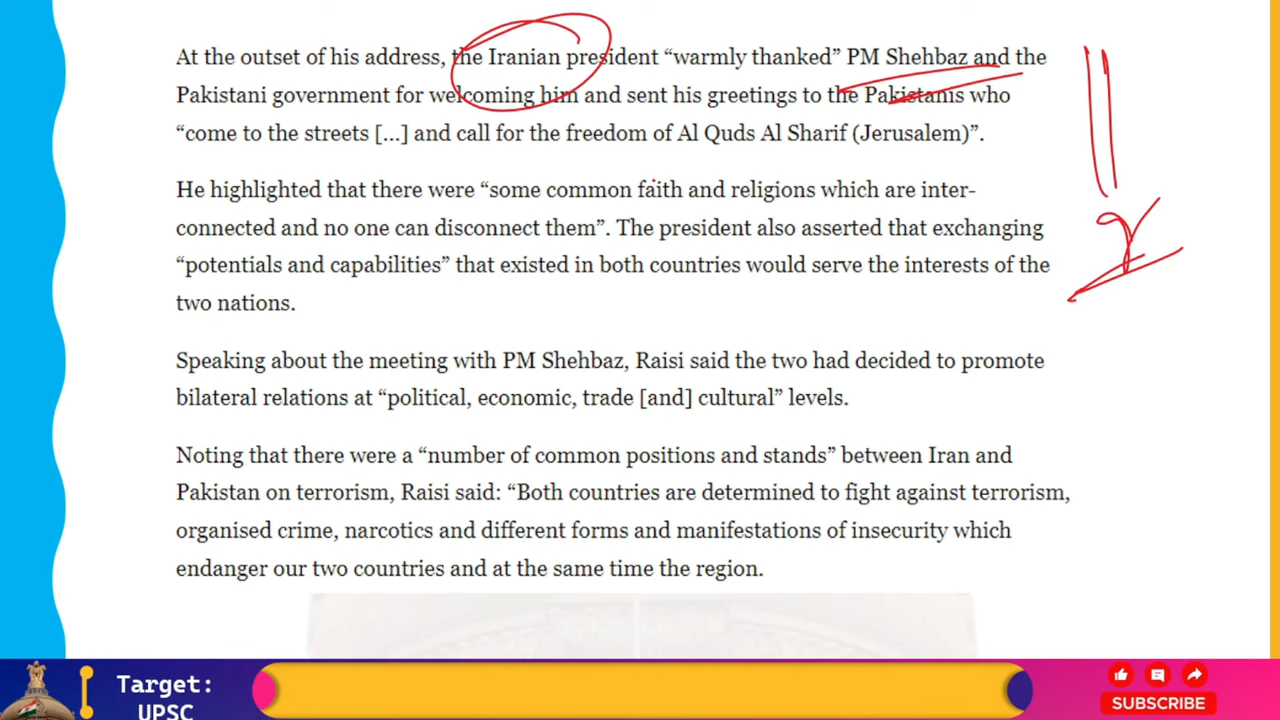 At the outset of his address, the Iranian president “warmly thanked” PM Shehbaz and the
Pakistani government for welcoming him and sent his greetings to the Pakistanis who
“come to the streets [...] and call for the freedom of Al Quds Al Sharif (Jerusalem)”.
He highlighted that there were “some common faith and religions which are inter-
connected and no one can disconnect them”. The president also asserted that exchanging
“potentials and capabilities” that existed in both countries would serve the interests of the
two nations.
Speaking about the meeting with PM Shehbaz, Raisi said the two had decided to promote
bilateral relations at “political, economic, trade [and] cultural” levels.
Noting that there were a “number of common positions and stands” between Iran and
Pakistan on terrorism, Raisi said: “Both countries are determined to fight against terrorism,
organised crime, narcotics and different forms and manifestations of insecurity which
endanger our two countries and at the same time the region.
Target:
UPSC
SUBSCRIBE